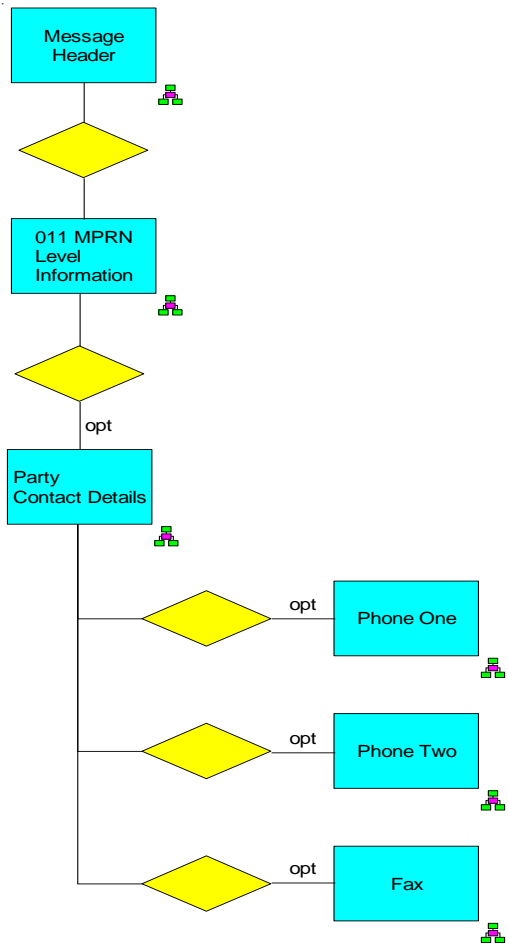 Message
Header
011 MPRN
Level
Information
opt
Party
Contact Details
opt
Phone One
opt
Phone Two
opt
Fax